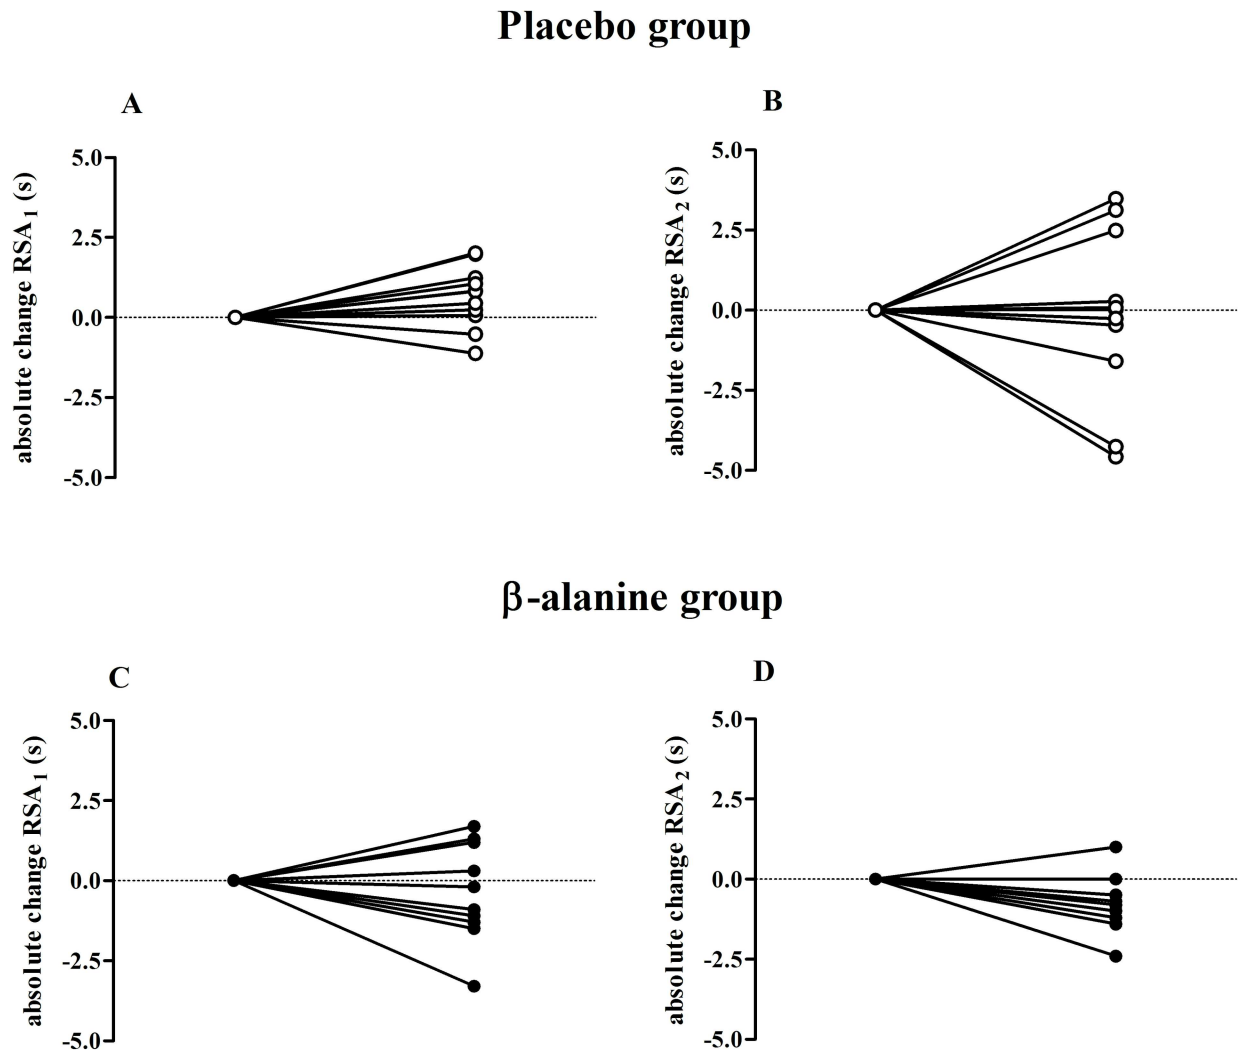 Placebo group
A
B
5.0
2.5
0.0
-2.5
-5.0
absolute change RSA1 (s)
5.0
2.5
0.0
-2.5
-5.0
absolute change RSA2 (s)
β-alanine group
C
D
5.0
2.5
0.0
-2.5
-5.0
absolute change RSA1 (s)
5.0
2.5
0.0
-2.5
-5.0
absolute change RSA2 (s)